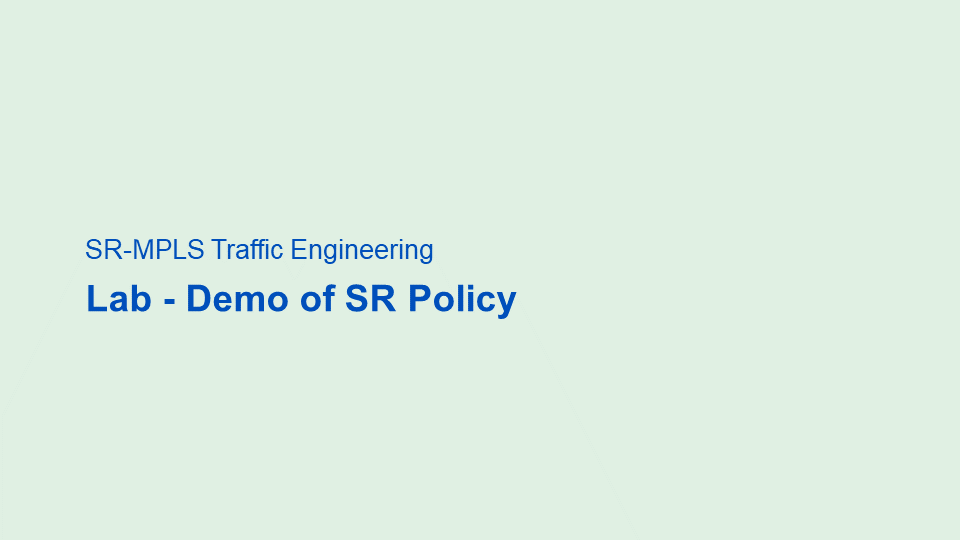 SR-MPLS Traffic Engineering
Lab - Demo of SR Policy